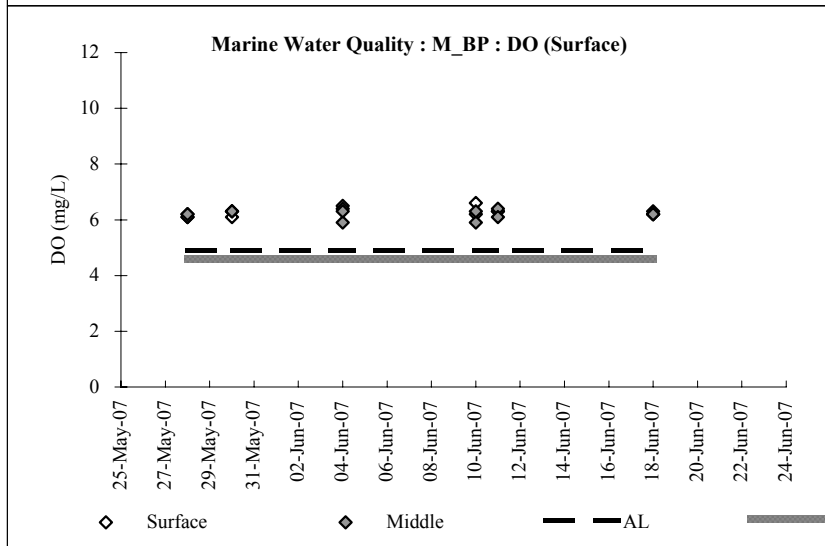 Marine Water Quality : M_BP : DO (Surface)
12
10
8
6
4
2
0
DO (mg/L)
25-May-07
27-May-07
29-May-07
31-May-07
02-Jun-07
04-Jun-07
06-Jun-07
08-Jun-07
10-Jun-07
12-Jun-07
14-Jun-07
16-Jun-07
18-Jun-07
20-Jun-07
22-Jun-07
24-Jun-07
Surface Middle AL